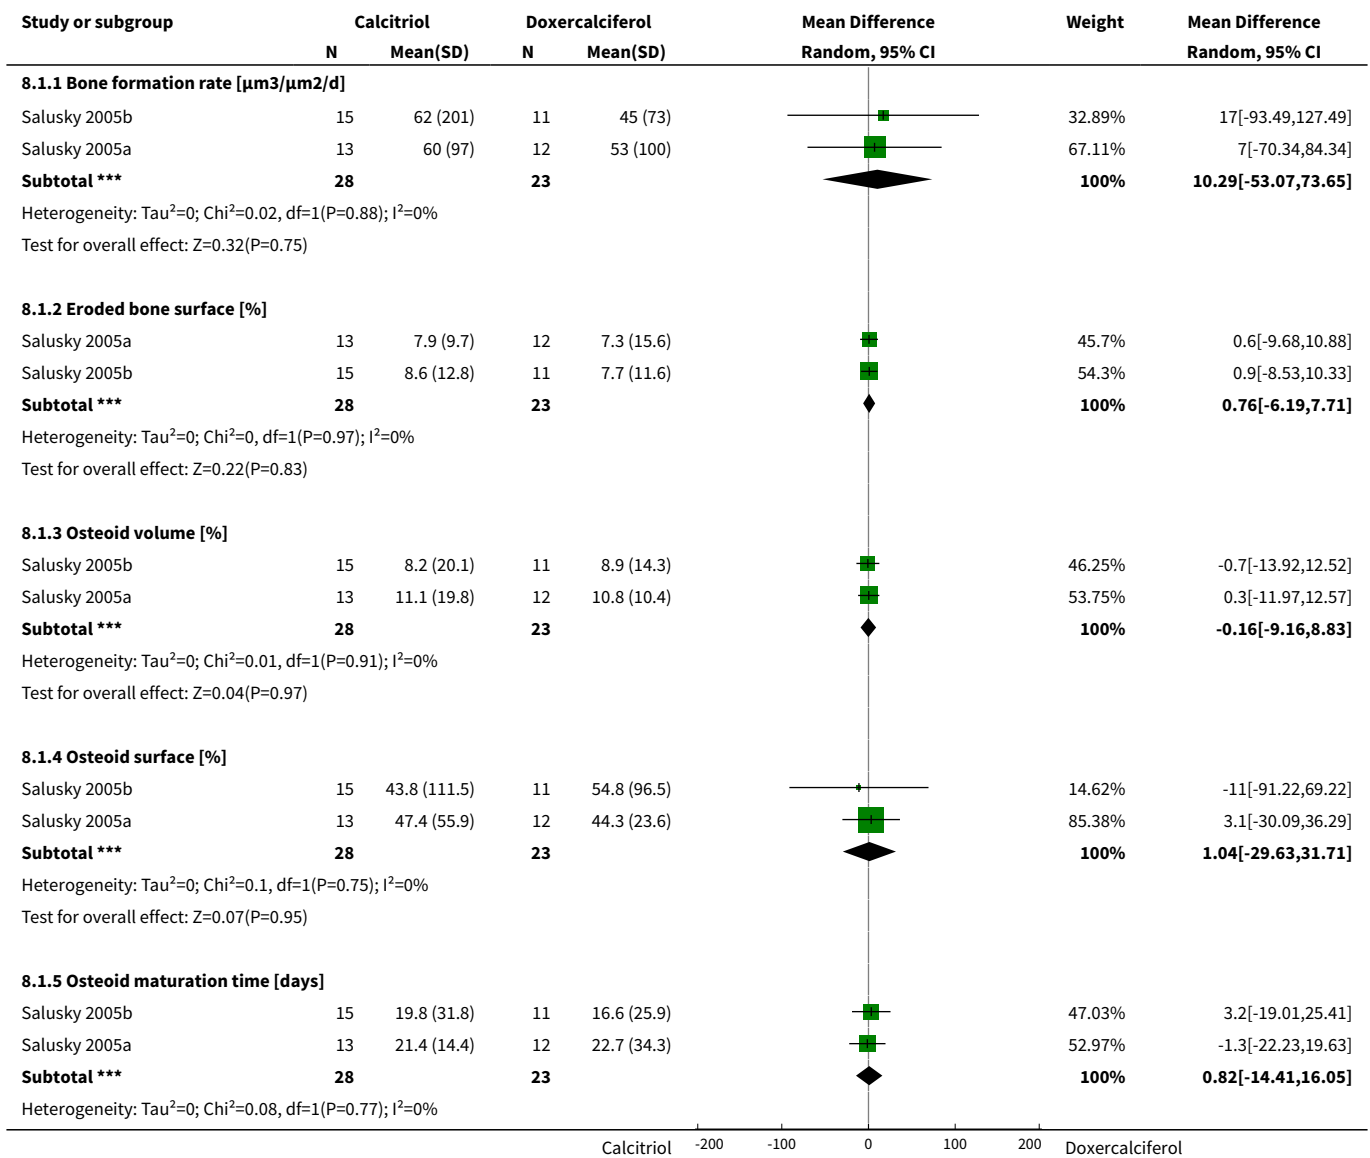 Study or subgroup Calcitriol Doxercalciferol Mean Difference Weight Mean Difference
N Mean(SD) N Mean(SD) Random, 95% CI Random, 95% CI
8.1.1 Bone formation rate [µm3/µm2/d]
Salusky 2005b 15 62 (201) 11 45 (73) 32.89% 17[-93.49,127.49]
Salusky 2005a 13 60 (97) 12 53 (100) 67.11% 7[-70.34,84.34]
Subtotal *** 28 23 100% 10.29[-53.07,73.65]
Heterogeneity: Tau²=0; Chi²=0.02, df=1(P=0.88); I²=0%
Test for overall effect: Z=0.32(P=0.75)
8.1.2 Eroded bone surface [%]
Salusky 2005a 13 7.9 (9.7) 12 7.3 (15.6) 45.7% 0.6[-9.68,10.88]
Salusky 2005b 15 8.6 (12.8) 11 7.7 (11.6) 54.3% 0.9[-8.53,10.33]
Subtotal *** 28 23 100% 0.76[-6.19,7.71]
Heterogeneity: Tau²=0; Chi²=0, df=1(P=0.97); I²=0%
Test for overall effect: Z=0.22(P=0.83)
8.1.3 Osteoid volume [%]
Salusky 2005b 15 8.2 (20.1) 11 8.9 (14.3) 46.25% -0.7[-13.92,12.52]
Salusky 2005a 13 11.1 (19.8) 12 10.8 (10.4) 53.75% 0.3[-11.97,12.57]
Subtotal *** 28 23 100% -0.16[-9.16,8.83]
Heterogeneity: Tau²=0; Chi²=0.01, df=1(P=0.91); I²=0%
Test for overall effect: Z=0.04(P=0.97)
8.1.4 Osteoid surface [%]
Salusky 2005b 15 43.8 (111.5) 11 54.8 (96.5) 14.62% -11[-91.22,69.22]
Salusky 2005a 13 47.4 (55.9) 12 44.3 (23.6) 85.38% 3.1[-30.09,36.29]
Subtotal *** 28 23 100% 1.04[-29.63,31.71]
Heterogeneity: Tau²=0; Chi²=0.1, df=1(P=0.75); I²=0%
Test for overall effect: Z=0.07(P=0.95)
8.1.5 Osteoid maturation time [days]
Salusky 2005b 15 19.8 (31.8) 11 16.6 (25.9) 47.03% 3.2[-19.01,25.41]
Salusky 2005a 13 21.4 (14.4) 12 22.7 (34.3) 52.97% -1.3[-22.23,19.63]
Subtotal *** 28 23 100% 0.82[-14.41,16.05]
Heterogeneity: Tau²=0; Chi²=0.08, df=1(P=0.77); I²=0%
Calcitriol -200 -100 0 100 200 Doxercalciferol